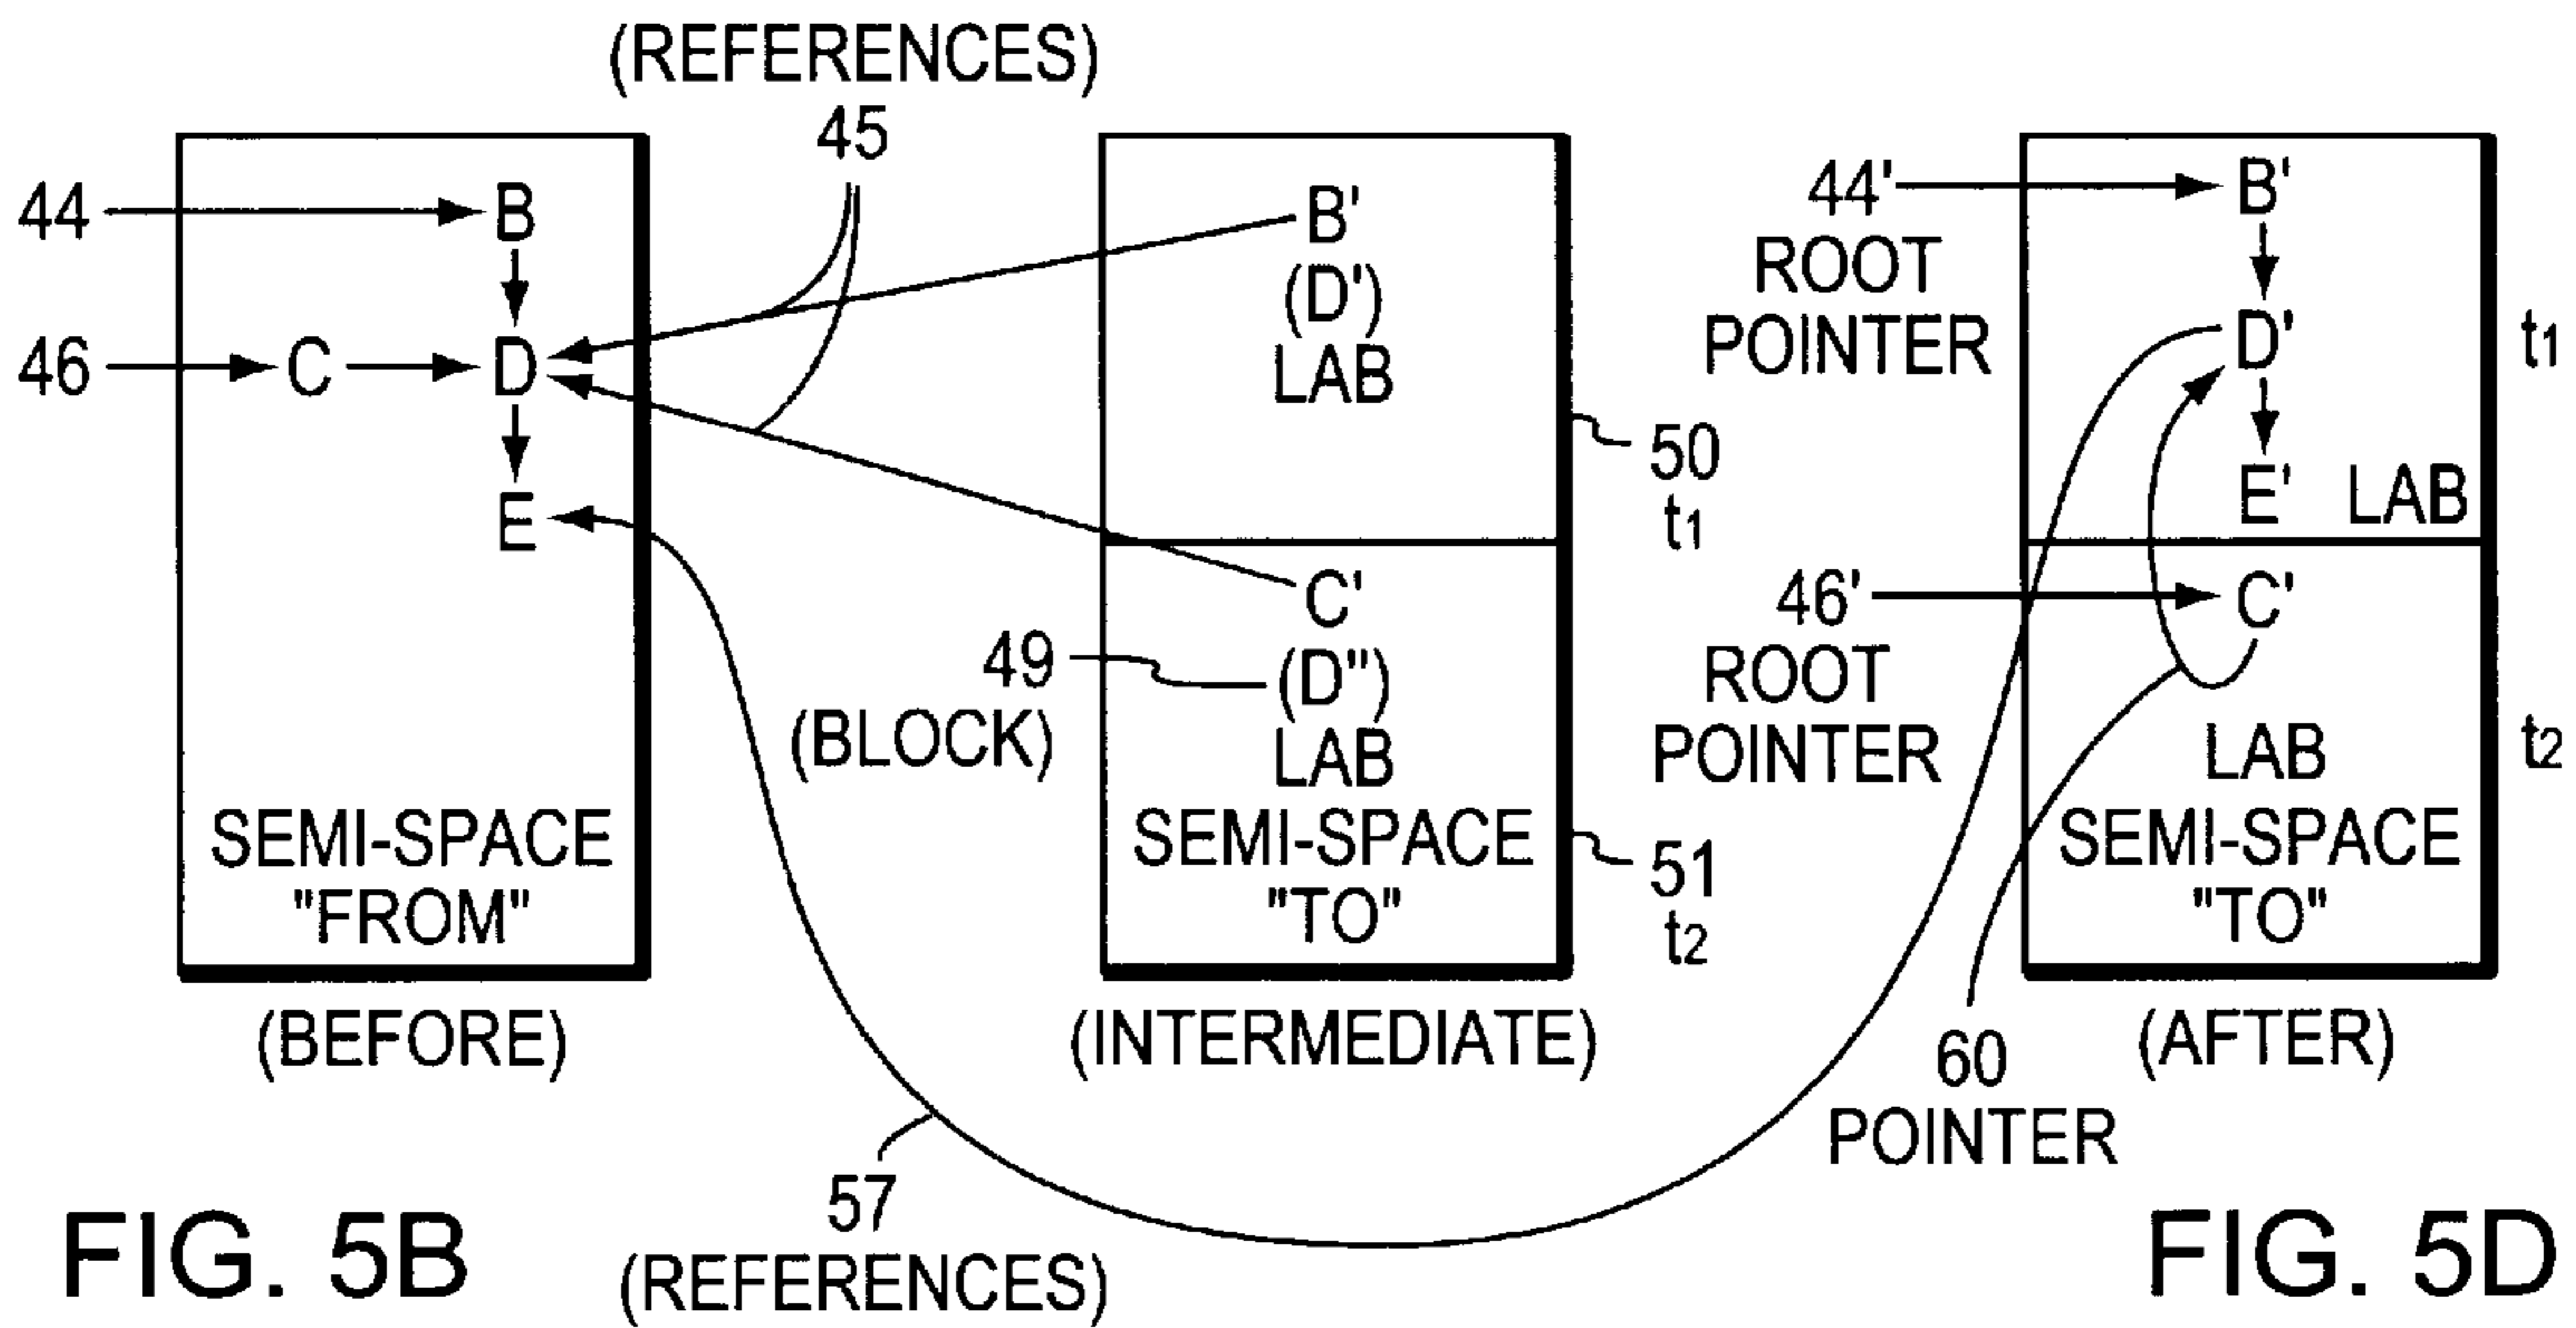 (REFERENCES)
45
44
B
46
C
D
E
SEMI-SPACE
"FROM"
(BEFORE)
B'
(D')
LAB
50
t1
C'
49
(BLOCK)
(D")
LAB
SEMI-SPACE
"TO"
51
t2
(INTERMEDIATE)
44'
ROOT
POINTER
B'
D'
t1
E' LAB
46'
ROOT
POINTER
C'
LAB
t2
SEMI-SPACE
"TO"
(AFTER)
60
POINTER
57
(REFERENCES)
FIG. 5B
FIG. 5D